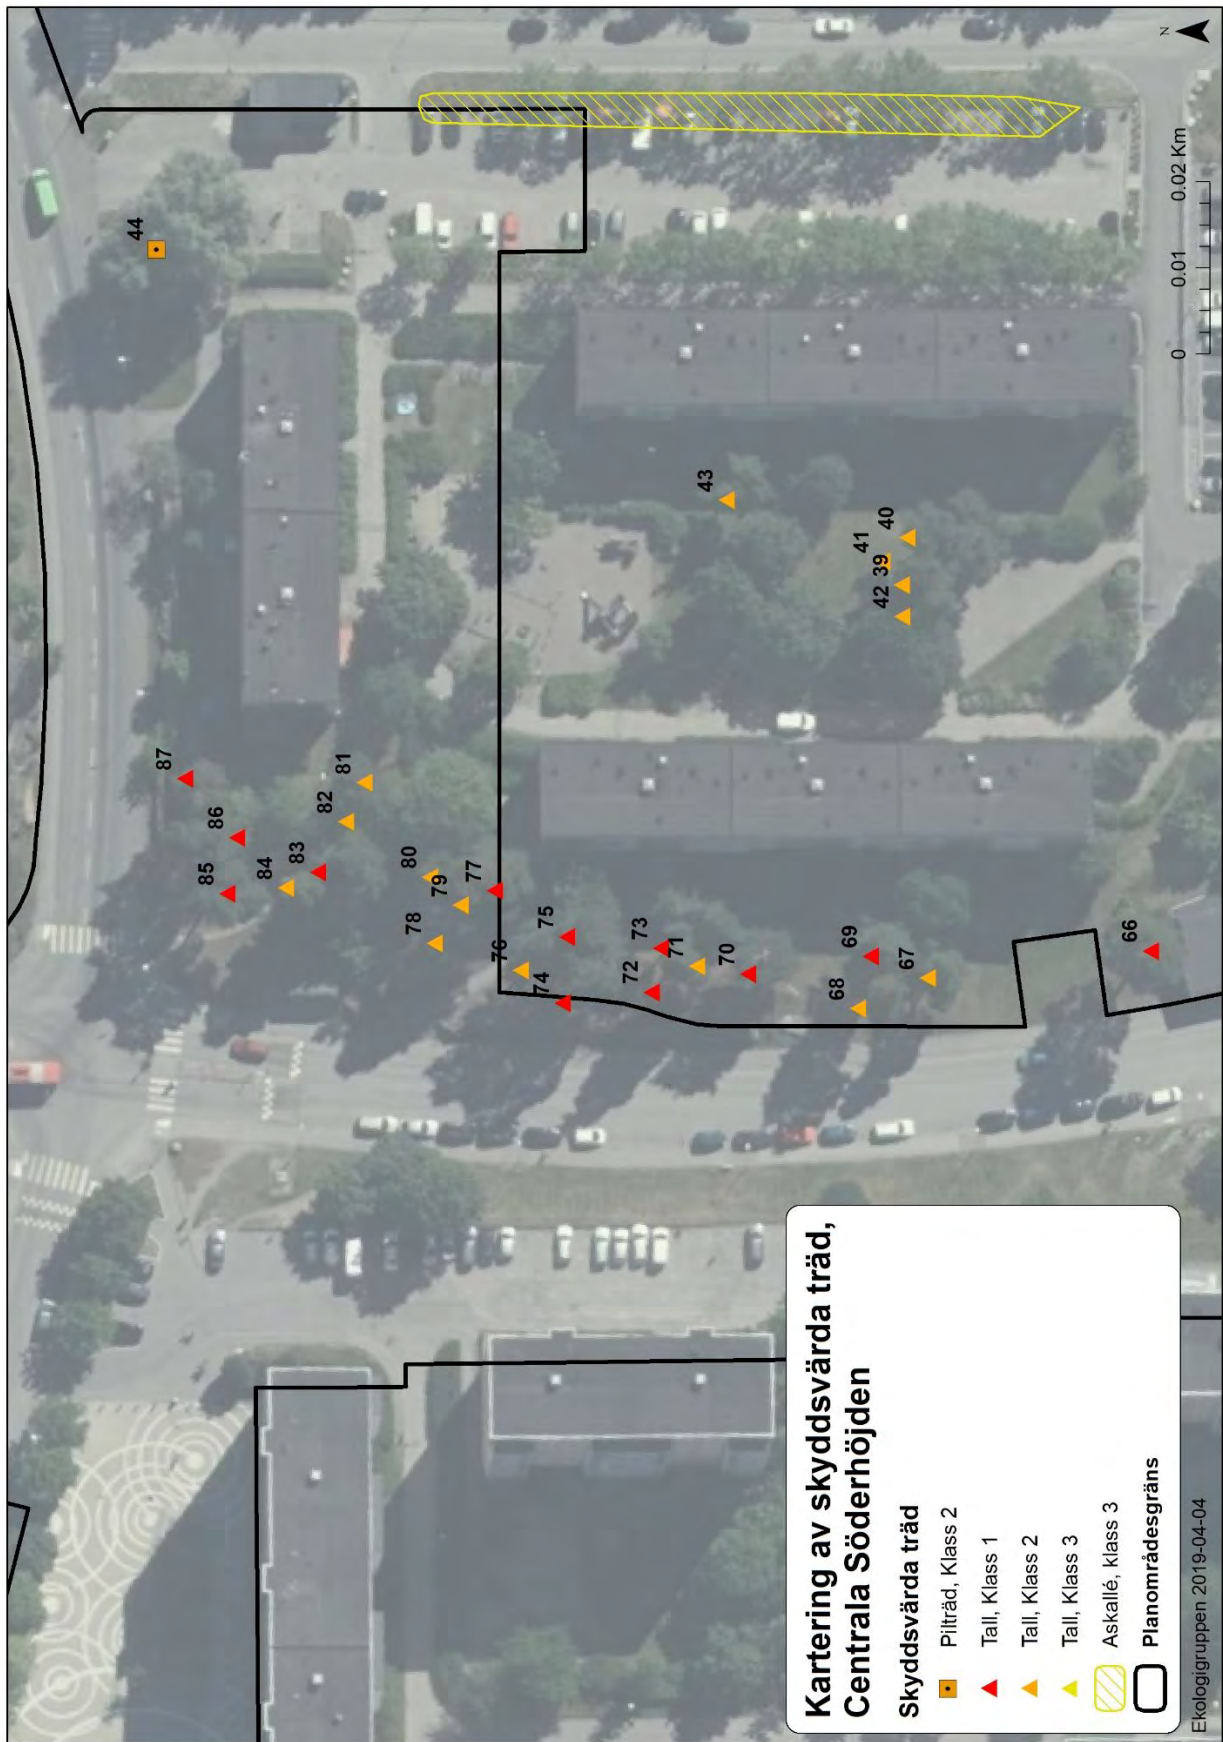 44
43
41
40
39
42
87
86
85
84
83
82
81
80
79
78
77
76
75
74
73
72
71
70
69
68
67
66
N
0 0.01 0.02 Km
Kartering av skyddsvärda träd,
Centrala Söderhöjden
Skyddsvärda träd
Pilträd, Klass 2
Tall, Klass 1
Tall, Klass 2
Tall, Klass 3
Askallé, klass 3
Planområdesgräns
Ekologigruppen 2019-04-04